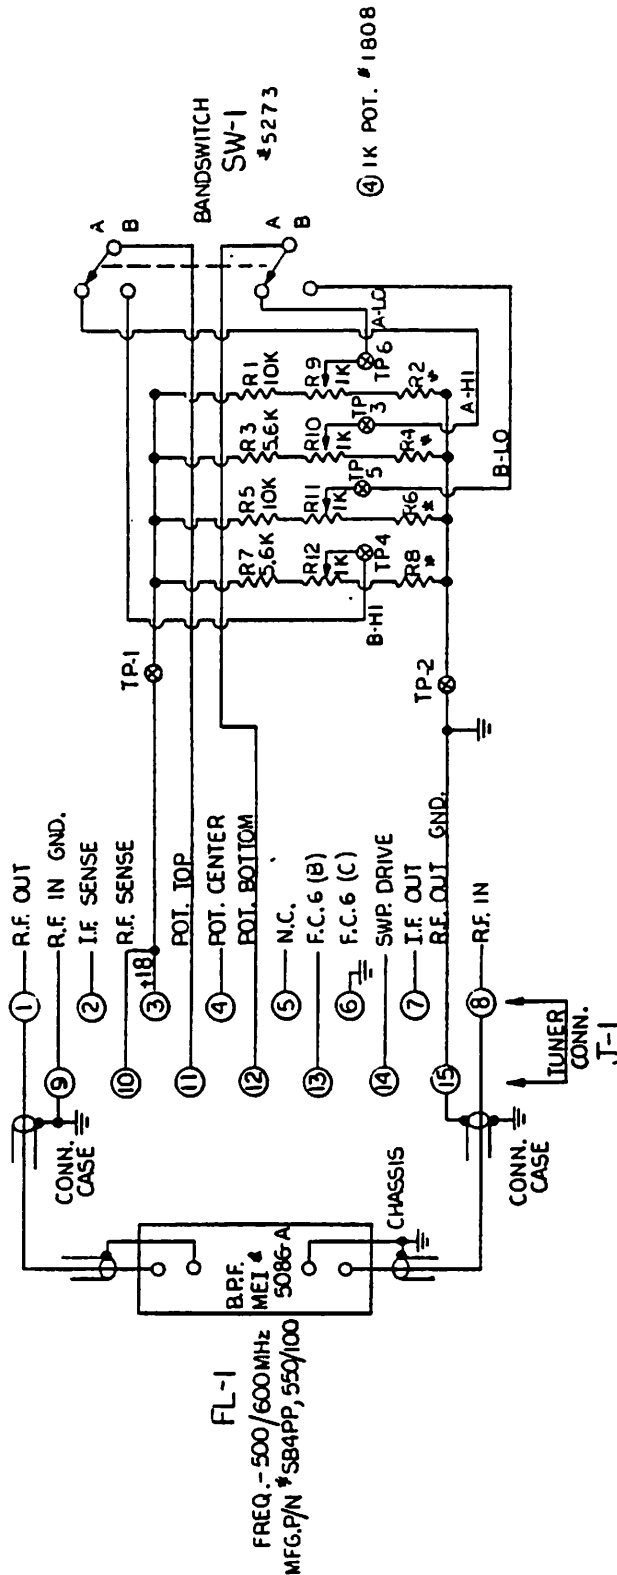 FL-1
FREQ.-500/600MHz
MFG.P/N #SB4PP, 550/100
B.P.F.
MEI #
5086-A
CHASSIS
CONN.
CASE
CONN.
CASE
1 R.F. OUT
9 R.F. IN GND.
2 I.F. SENSE
10 R.F. SENSE
3 +18
11 POT. TOP
4 POT. CENTER
12 POT. BOTTOM
5 N.C.
13 F.C.6 (B)
6 F.C.6 (C)
14 SWP. DRIVE
7 I.F. OUT
15 R.F. OUT GND.
8 R.F. IN
TUNER
CONN.
J-1
TP-1
TP-2
B-HI
R7
5.6K
R12
1K
TP4
R8
*
R5
10K
R11
1K
TP
5
R6
*
R3
5.6K
R10
1K
TP
3
R4
*
R1
10K
R9
1K
TP6
R2
*
A-LO
A-HI
B-LO
A
B
A
B
BANDSWITCH
SW-1
#5273
4 1K POT. #1808